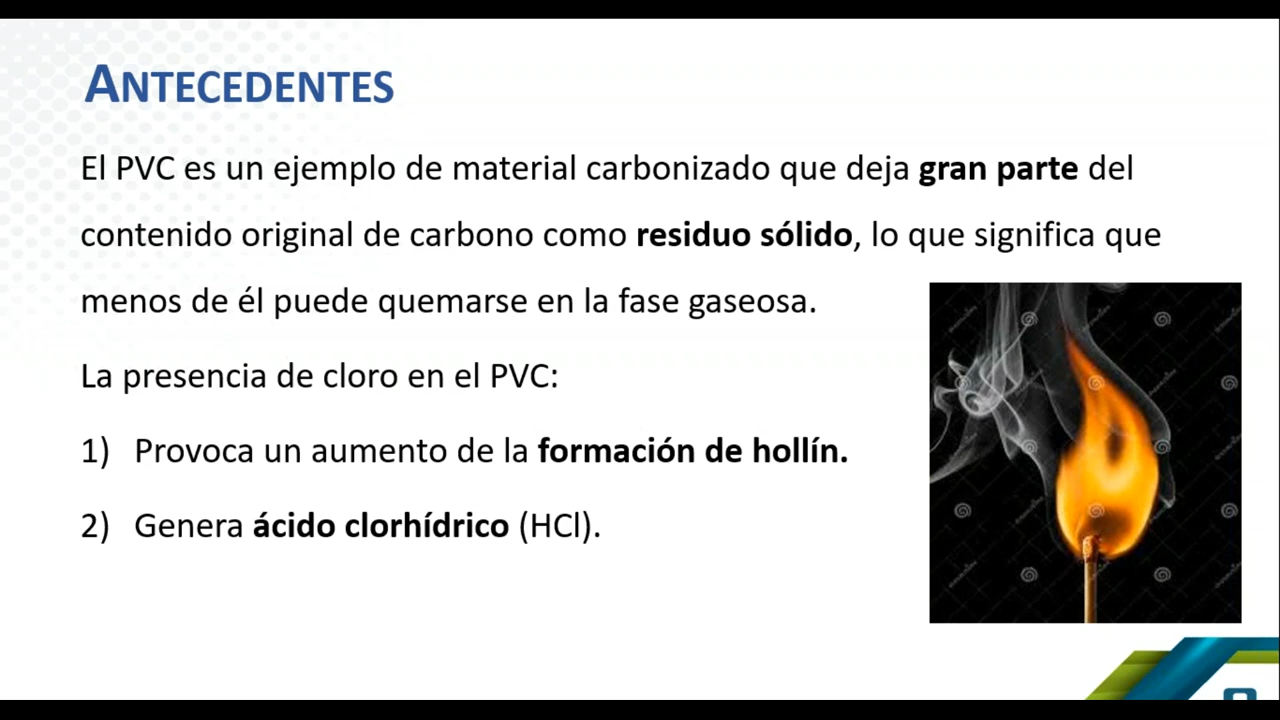 ANTECEDENTES
El PVC es un ejemplo de material carbonizado que deja gran parte del
contenido original de carbono como residuo sólido, lo que significa que
menos de él puede quemarse en la fase gaseosa.
La presencia de cloro en el PVC:
1) Provoca un aumento de la formación de hollín.
2) Genera ácido clorhídrico (HCl).